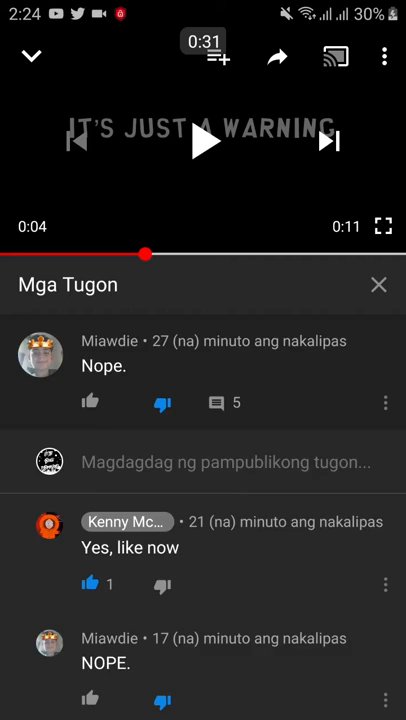 2:24
30%
0:31
IT'S JUST A WARNING
0:04
0:11
Mga Tugon
Miawdie • 27 (na) minuto ang nakalipas
Nope.
5
Magdagdag ng pampublikong tugon...
Kenny Mc... • 21 (na) minuto ang nakalipas
Yes, like now
1
Miawdie • 17 (na) minuto ang nakalipas
NOPE.